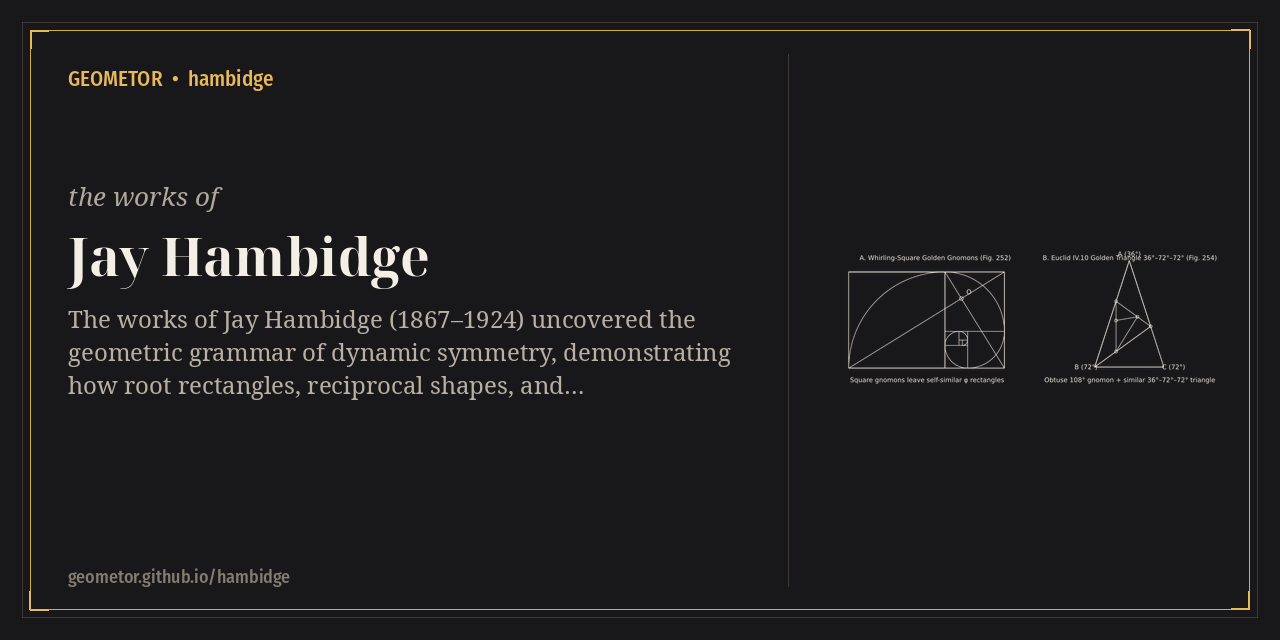 GEOMETOR • hambidge
the works of
Jay Hambidge
The works of Jay Hambidge (1867–1924) uncovered the
geometric grammar of dynamic symmetry, demonstrating
how root rectangles, reciprocal shapes, and...
geometor.github.io/hambidge
A. Whirling-Square Golden Gnomons (Fig. 252)
O
Square gnomons leave self-similar φ rectangles
A (36°)
B. Euclid IV.10 Golden Triangle 36°–72°–72° (Fig. 254)
B (72°)
C (72°)
Obtuse 108° gnomon + similar 36°–72°–72° triangle